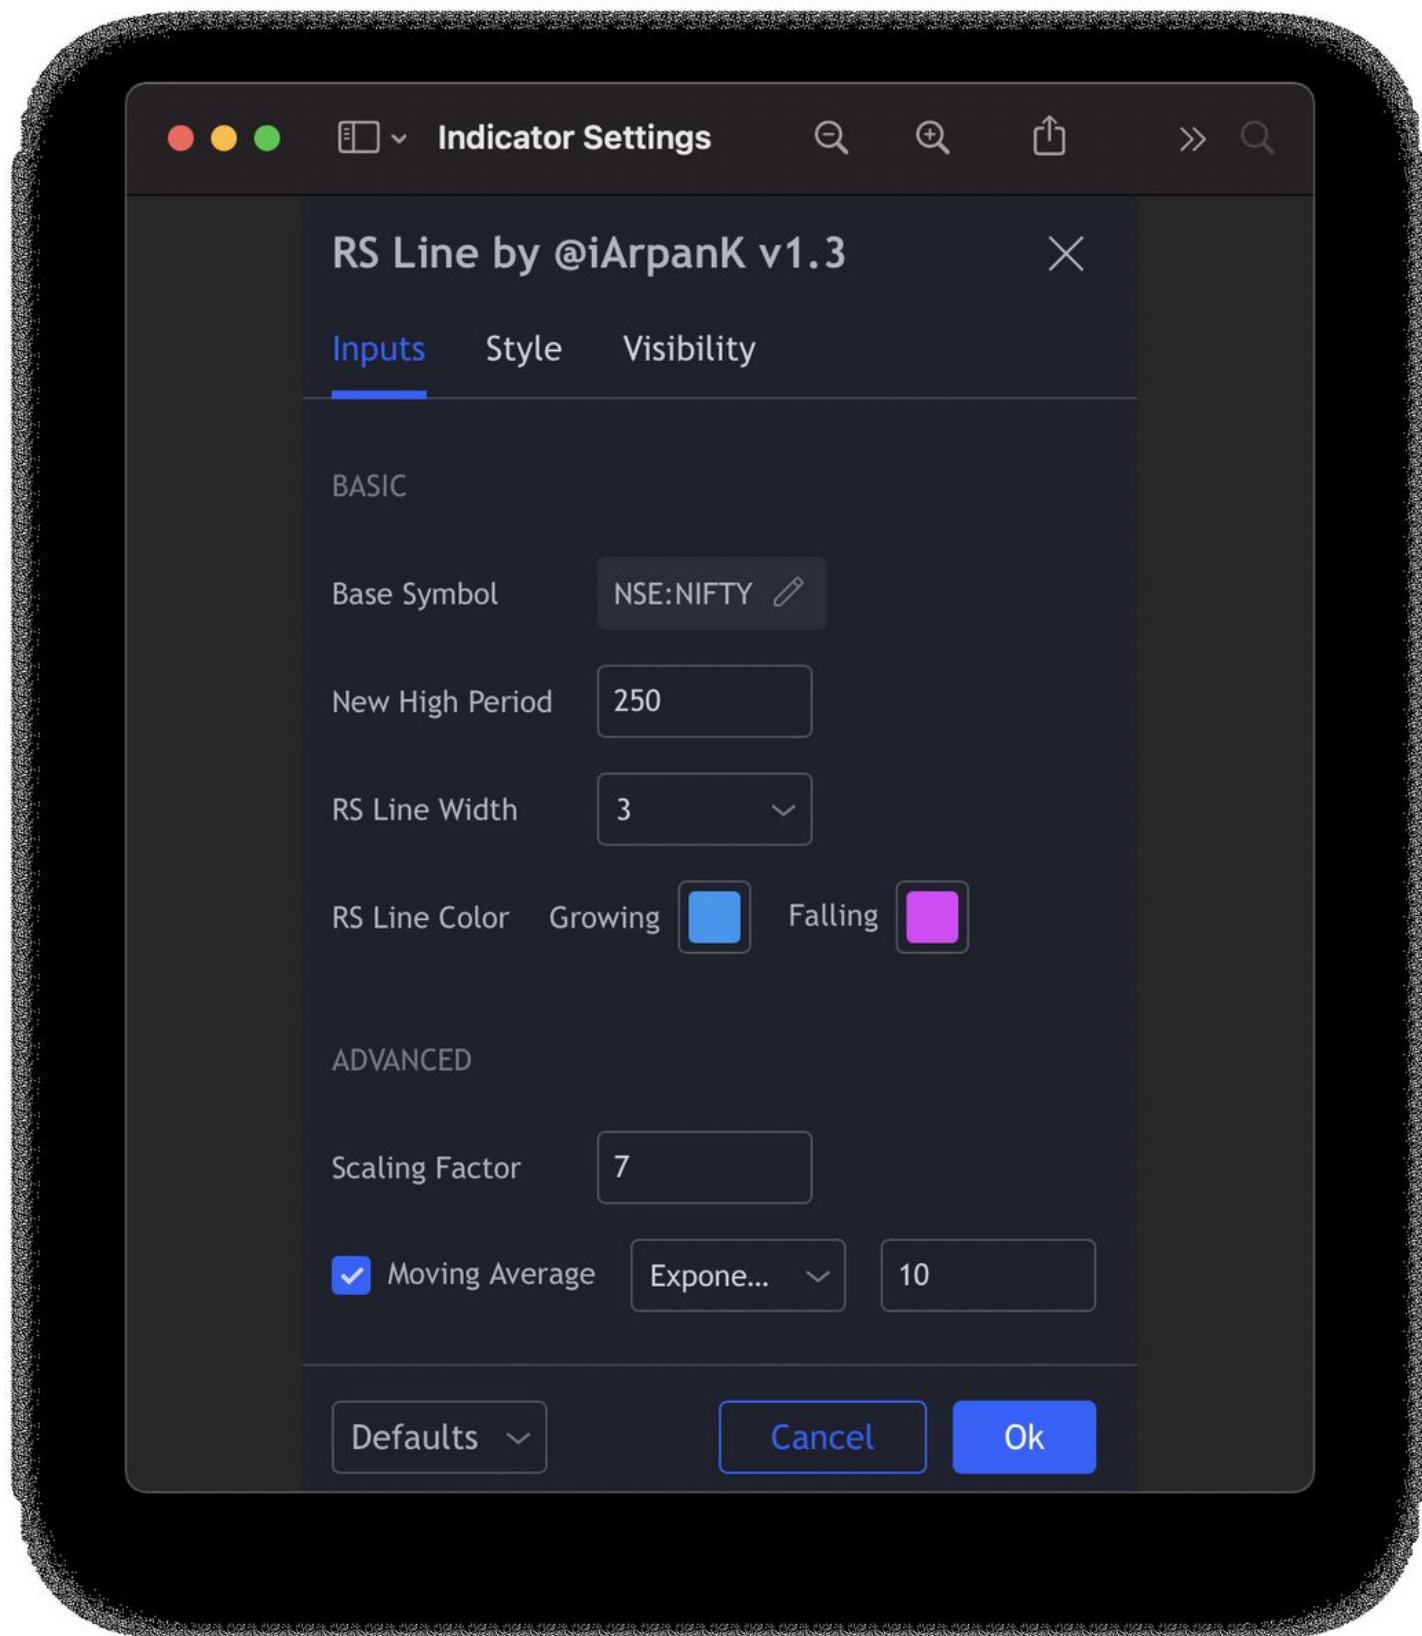 Indicator Settings
RS Line by @iArpanK v1.3
Inputs Style Visibility
BASIC
Base Symbol NSE:NIFTY
New High Period 250
RS Line Width 3
RS Line Color Growing Falling
ADVANCED
Scaling Factor 7
Moving Average Expone... 10
Defaults Cancel Ok